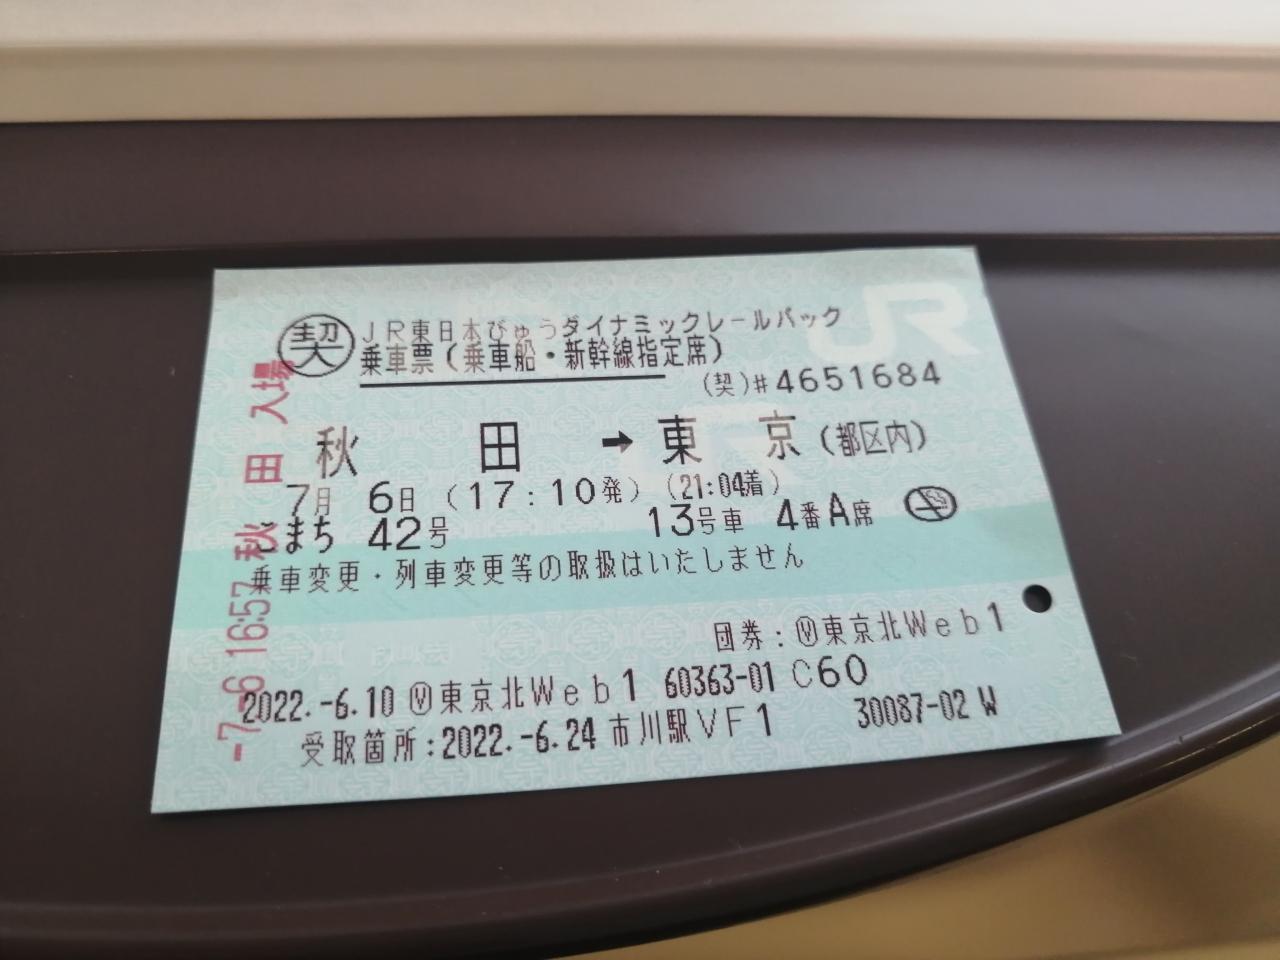 JR
契 JR東日本びゅうダイナミックレールパック
乗車票(乗車船・新幹線指定席)
(契)#4651684
秋 田 → 東 京 (都区内)
7月 6日 (17:10発) (21:04着)
こまち 42号 13号車 4番A席
乗車変更・列車変更等の取扱はいたしません
団券:Ⓥ東京北Web1
2022.-6.10 Ⓥ東京北Web1 60363-01 C60
受取箇所:2022.-6.24 市川駅VF1 30087-02 W
-7.-6 16:57 秋 田 入場